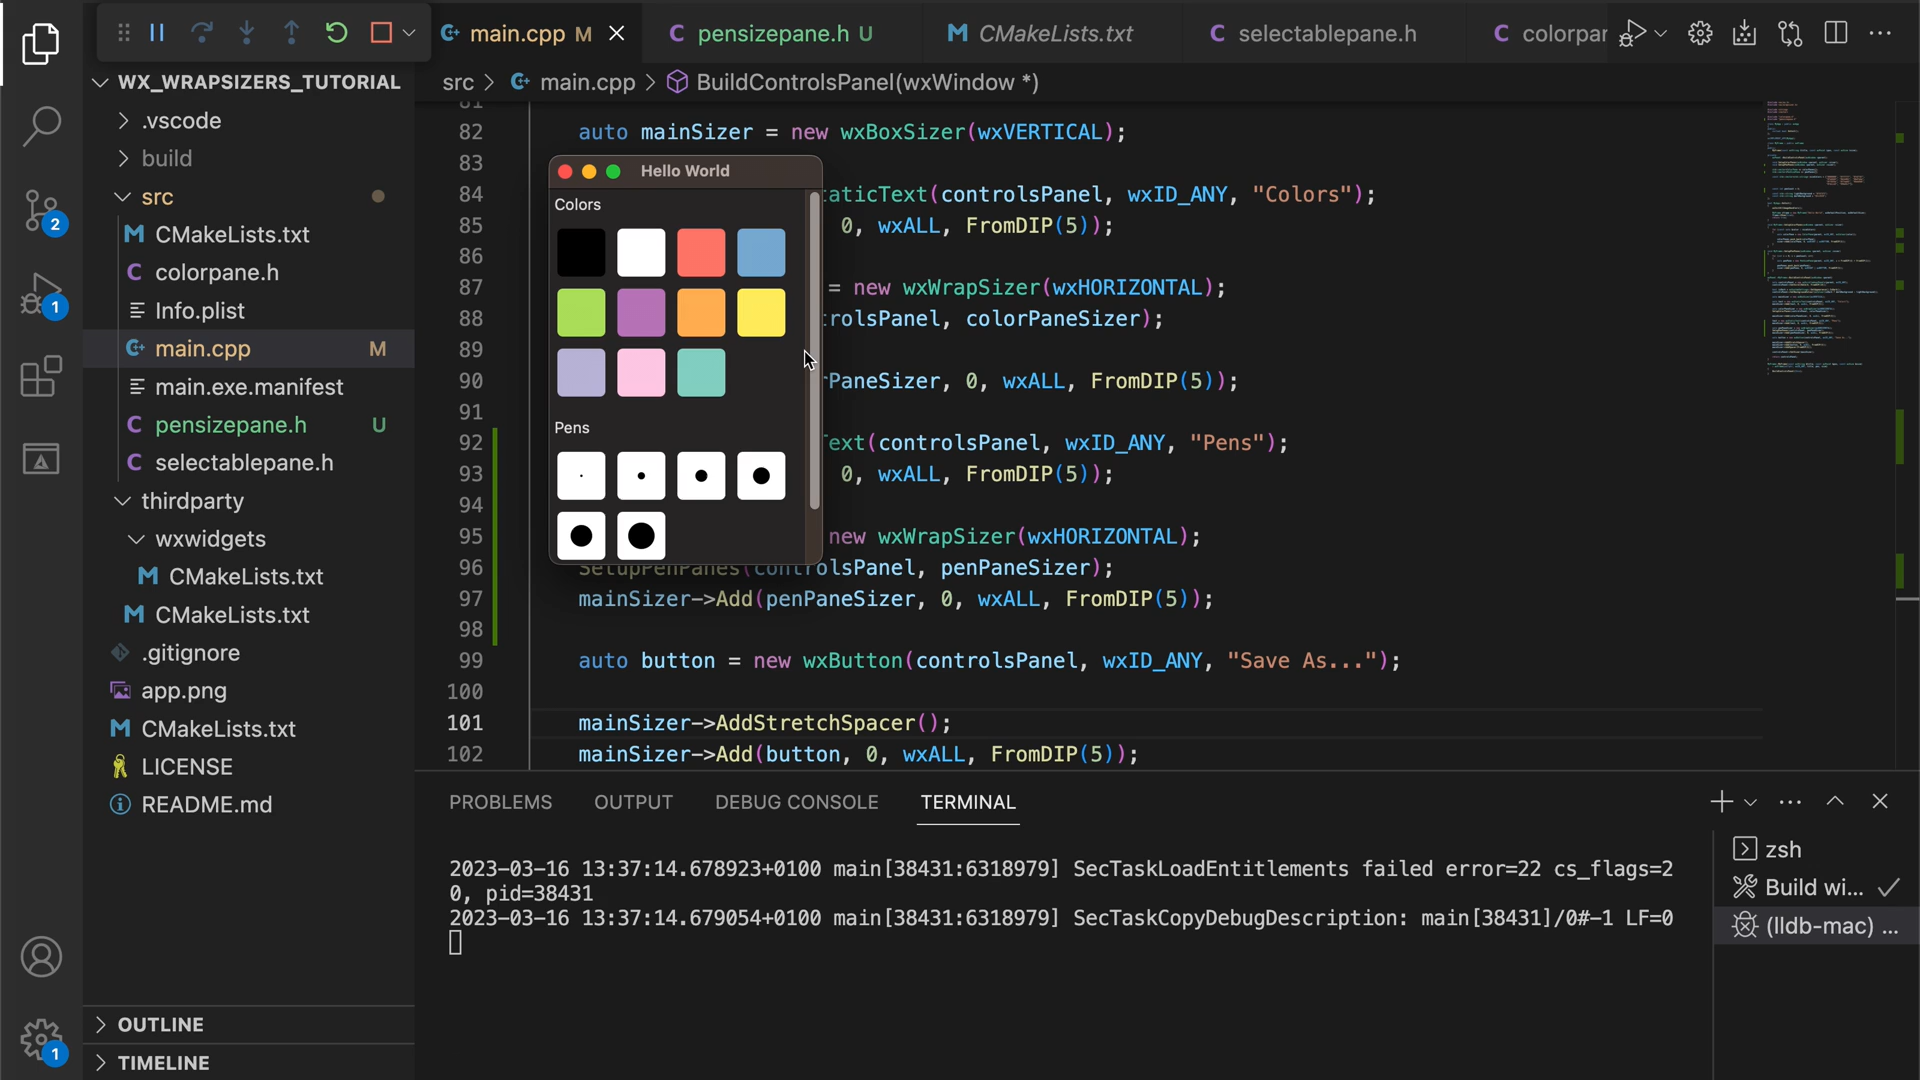 main.cpp M
pensizepane.h U
CMakeLists.txt
selectablepane.h
colorpar
WX_WRAPSIZERS_TUTORIAL
src > main.cpp > BuildControlsPanel(wxWindow *)
.vscode
build
src
CMakeLists.txt
colorpane.h
Info.plist
main.cpp M
main.exe.manifest
pensizepane.h U
selectablepane.h
thirdparty
wxwidgets
CMakeLists.txt
CMakeLists.txt
.gitignore
app.png
CMakeLists.txt
LICENSE
README.md
OUTLINE
TIMELINE
2
1
1
81
82 auto mainSizer = new wxBoxSizer(wxVERTICAL);
83
84 aticText(controlsPanel, wxID_ANY, "Colors");
85 0, wxALL, FromDIP(5));
86
87 = new wxWrapSizer(wxHORIZONTAL);
88 rolsPanel, colorPaneSizer);
89
90 PaneSizer, 0, wxALL, FromDIP(5));
91
92 Text(controlsPanel, wxID_ANY, "Pens");
93 0, wxALL, FromDIP(5));
94
95 new wxWrapSizer(wxHORIZONTAL);
96 SetupPenPanes(controlsPanel, penPaneSizer);
97 mainSizer->Add(penPaneSizer, 0, wxALL, FromDIP(5));
98
99 auto button = new wxButton(controlsPanel, wxID_ANY, "Save As...");
100
101 mainSizer->AddStretchSpacer();
102 mainSizer->Add(button, 0, wxALL, FromDIP(5));
Hello World
Colors
Pens
PROBLEMS OUTPUT DEBUG CONSOLE TERMINAL
2023-03-16 13:37:14.678923+0100 main[38431:6318979] SecTaskLoadEntitlements failed error=22 cs_flags=2
0, pid=38431
2023-03-16 13:37:14.679054+0100 main[38431:6318979] SecTaskCopyDebugDescription: main[38431]/0#-1 LF=0
zsh
Build wi...
(lldb-mac) ...